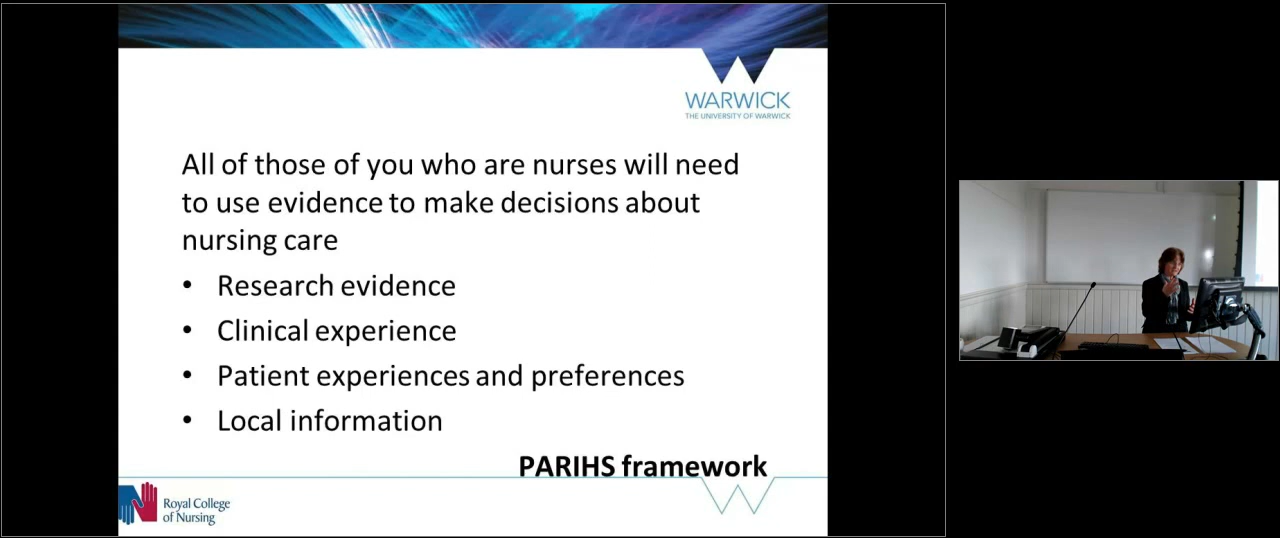 WARWICK
THE UNIVERSITY OF WARWICK
All of those of you who are nurses will need
to use evidence to make decisions about
nursing care
• Research evidence
• Clinical experience
• Patient experiences and preferences
• Local information
PARIHS framework
Royal College
of Nursing